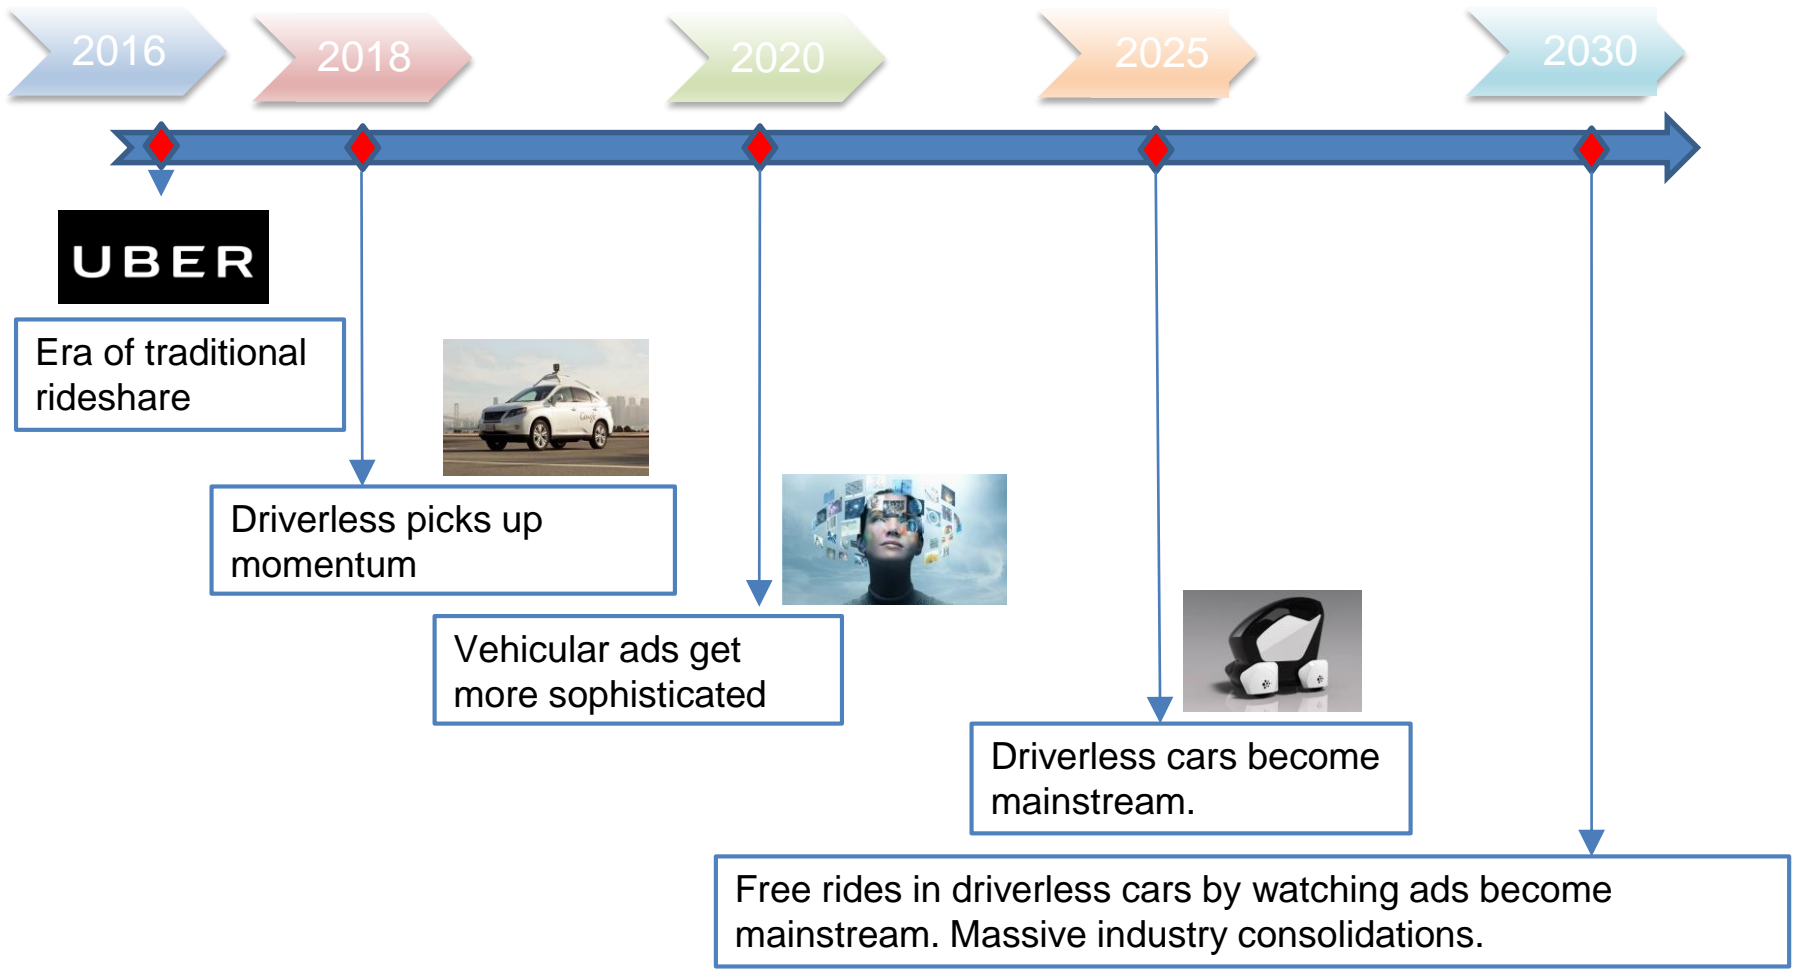 2016
2018
2020
2025
2030
UBER
Era of traditional
rideshare
Google
Driverless picks up
momentum
Vehicular ads get
more sophisticated
Driverless cars become
mainstream.
Free rides in driverless cars by watching ads become
mainstream. Massive industry consolidations.